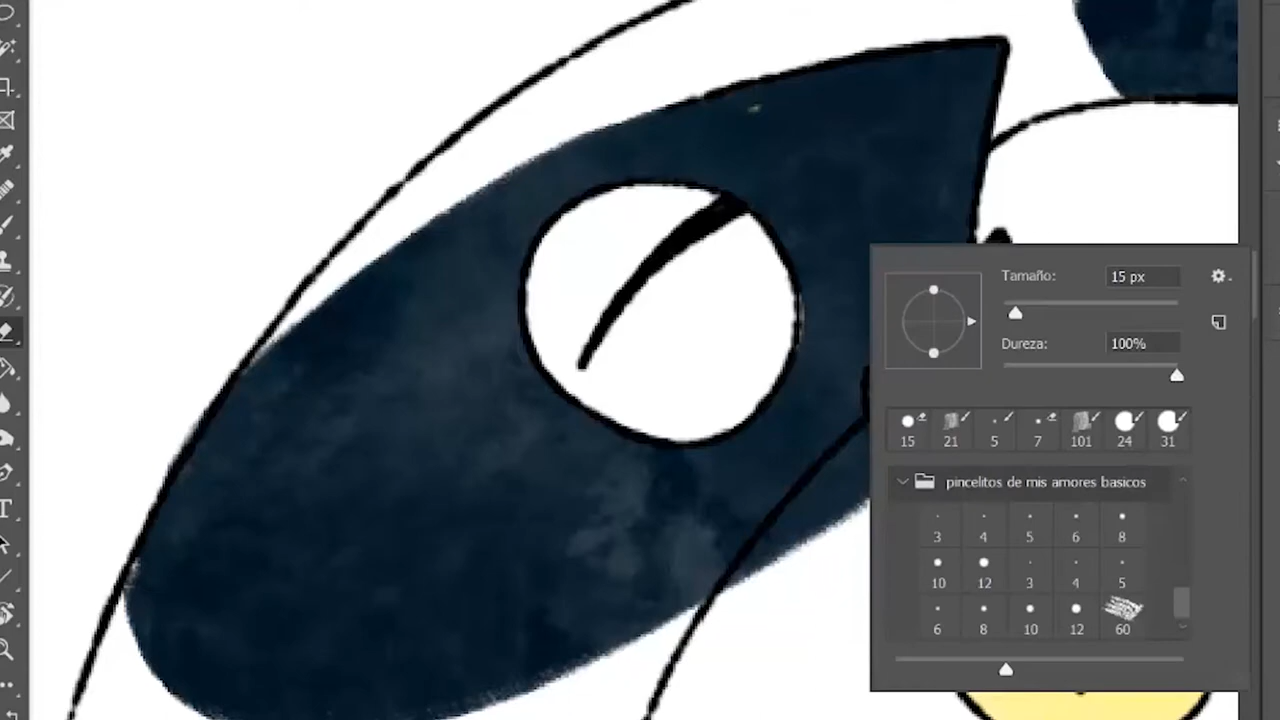 Tamaño: 15 px
Dureza: 100%
15 21 5 7 101 24 31
pincelitos de mis amores basicos
3 4 5 6 8
10 12 3 4 5
6 8 10 12 60